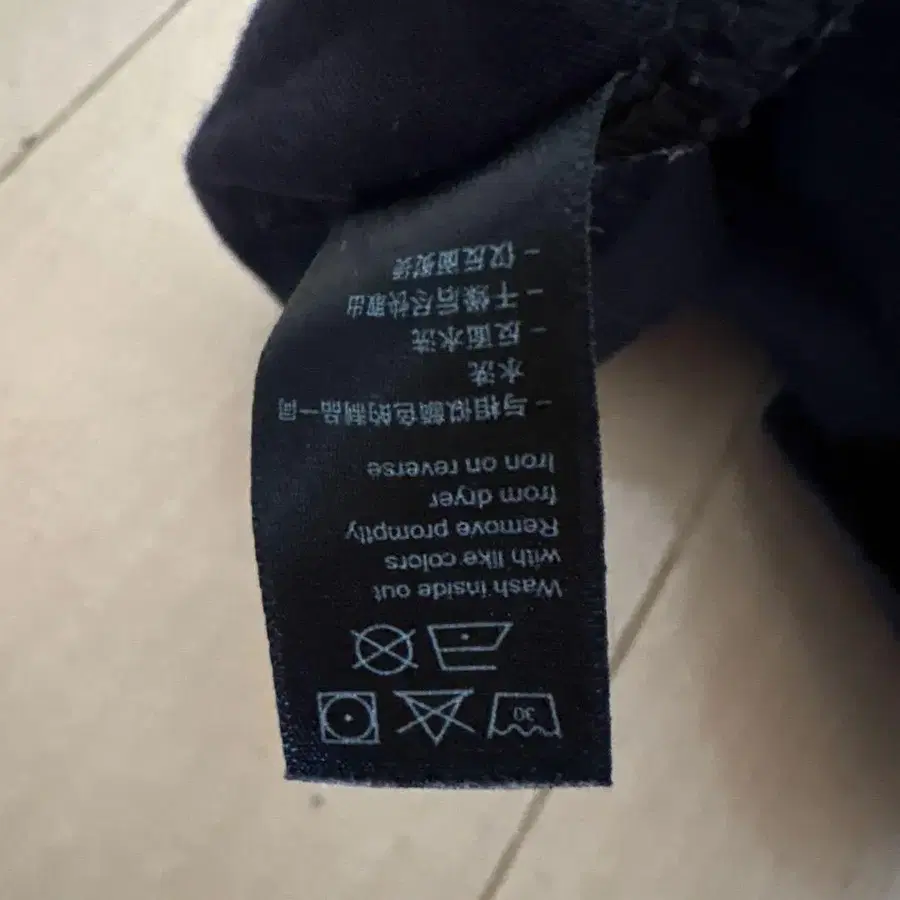 30
Wash inside out
with like colors
Remove promptly
from dryer
Iron on reverse
- 与相似颜色的制品一同
水洗
- 反面水洗
- 干燥后尽快取出
- 仅反面熨烫